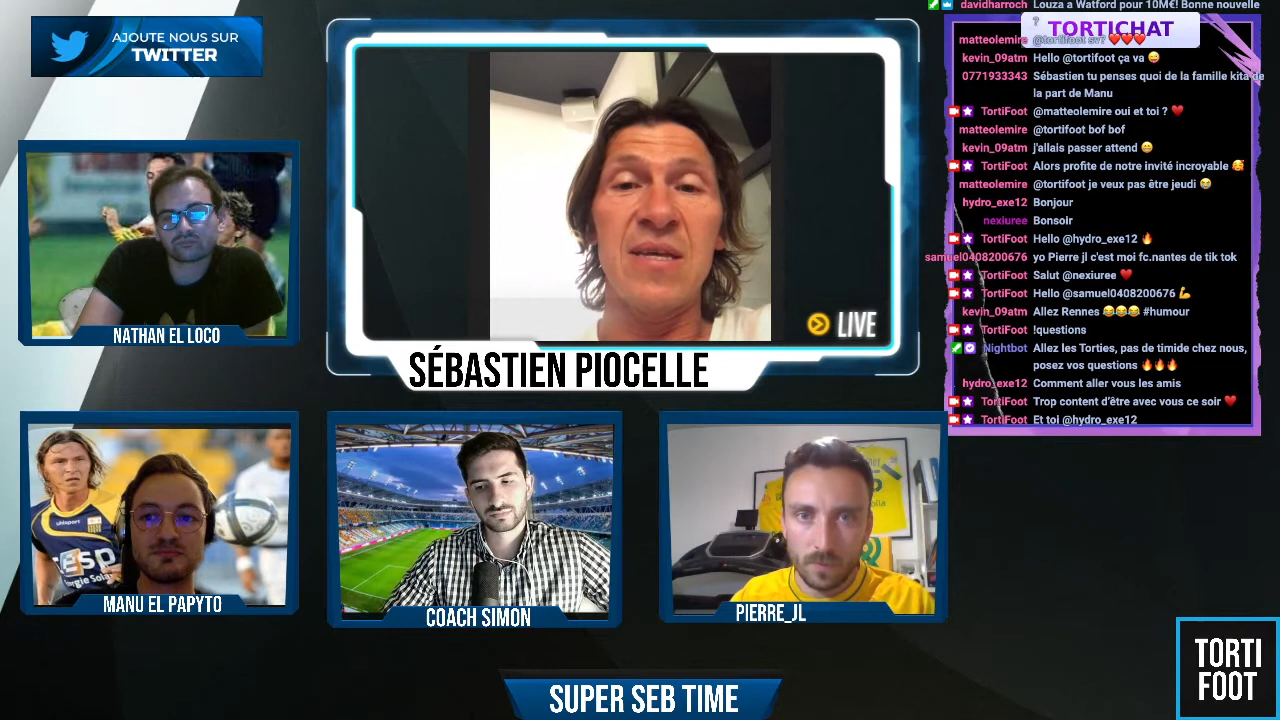 AJOUTE NOUS SUR
TWITTER
NATHAN EL LOCO
LIVE
SÉBASTIEN PIOCELLE
MANU EL PAPYTO
uhlsport
COACH SIMON
PIERRE_JL
SUPER SEB TIME
TORTI
FOOT
davidharroch Louza a Watford pour 10M€! Bonne nouvelle
TORTICHAT
matteolemire @tortifoot sv? ❤️❤️❤️
kevin_09atm Hello @tortifoot ça va 😄
0771933343 Sébastien tu penses quoi de la famille kita de
la part de Manu
TortiFoot @matteolemire oui et toi ? ❤️
matteolemire @tortifoot bof bof
kevin_09atm j'allais passer attend 😄
TortiFoot Alors profite de notre invité incroyable 🥰
matteolemire @tortifoot je veux pas être jeudi 😭
hydro_exe12 Bonjour
nexiuree Bonsoir
TortiFoot Hello @hydro_exe12 🔥
samuel0408200676 yo Pierre jl c'est moi fc.nantes de tik tok
TortiFoot Salut @nexiuree ❤️
TortiFoot Hello @samuel0408200676 💪
kevin_09atm Allez Rennes 😂😂😂 #humour
TortiFoot !questions
Nightbot Allez les Torties, pas de timide chez nous,
posez vos questions 🔥🔥🔥
hydro_exe12 Comment aller vous les amis
TortiFoot Trop content d'être avec vous ce soir ❤️
TortiFoot Et toi @hydro_exe12